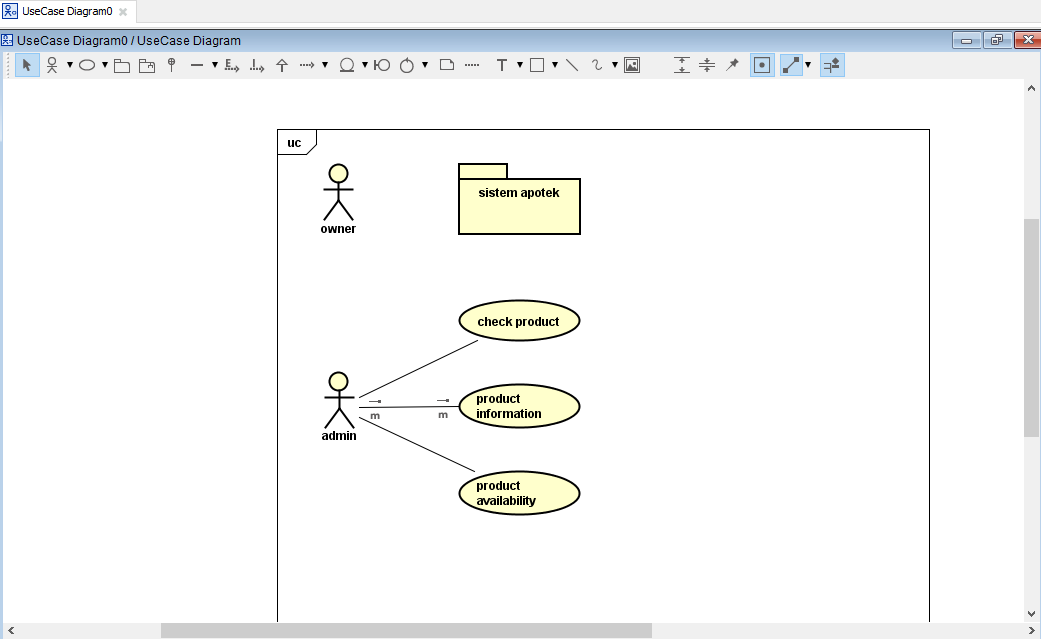 UseCase Diagram0
UseCase Diagram0 / UseCase Diagram
uc
owner
sistem apotek
check product
product
information
m
m
admin
product
availability